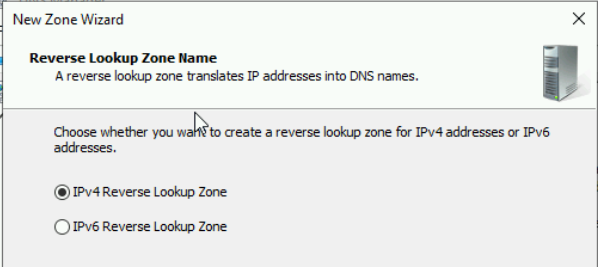 New Zone Wizard
Reverse Lookup Zone Name
A reverse lookup zone translates IP addresses into DNS names.
Choose whether you want to create a reverse lookup zone for IPv4 addresses or IPv6
addresses.
IPv4 Reverse Lookup Zone
IPv6 Reverse Lookup Zone